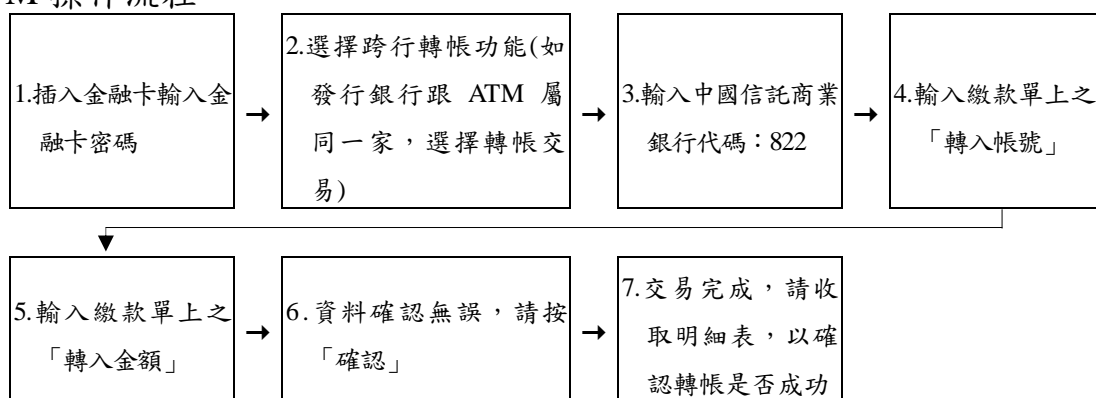 M 操作流程
1.插入金融卡輸入金
融卡密碼
2.選擇跨行轉帳功能(如
發行銀行跟 ATM 屬
同一家，選擇轉帳交
易)
3.輸入中國信託商業
銀行代碼：822
4.輸入繳款單上之
「轉入帳號」
5.輸入繳款單上之
「轉入金額」
6.資料確認無誤，請按
「確認」
7.交易完成，請收
取明細表，以確
認轉帳是否成功